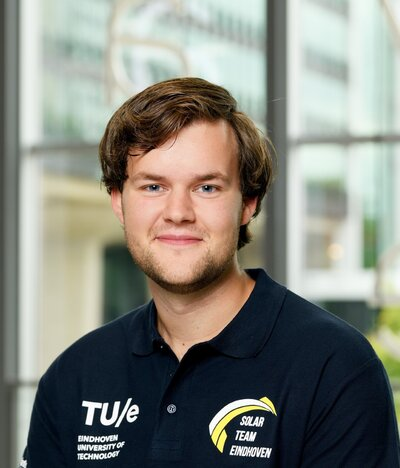 TU/e
EINDHOVEN
UNIVERSITY OF
TECHNOLOGY
SOLAR
TEAM
EINDHOVEN